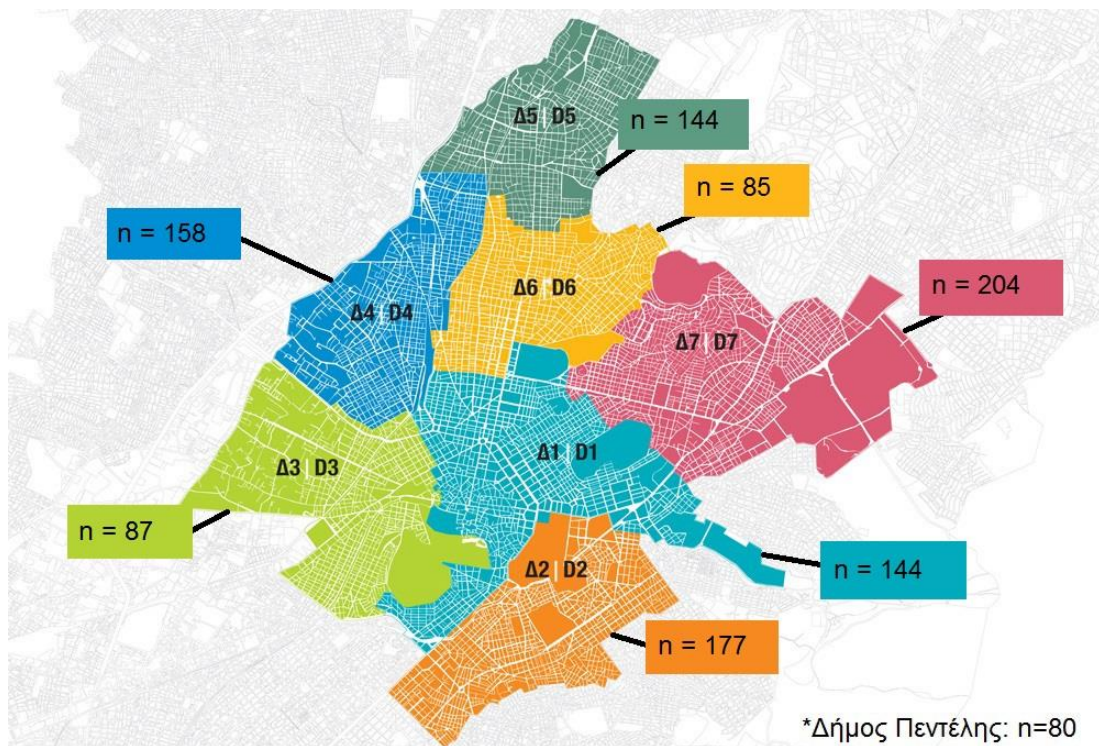 Δ5 | D5
n = 144
n = 85
n = 158
Δ6 | D6
n = 204
Δ4 | D4
Δ7 | D7
Δ1 | D1
Δ3 | D3
n = 87
Δ2 | D2
n = 144
n = 177
*Δήμος Πεντέλης: n=80